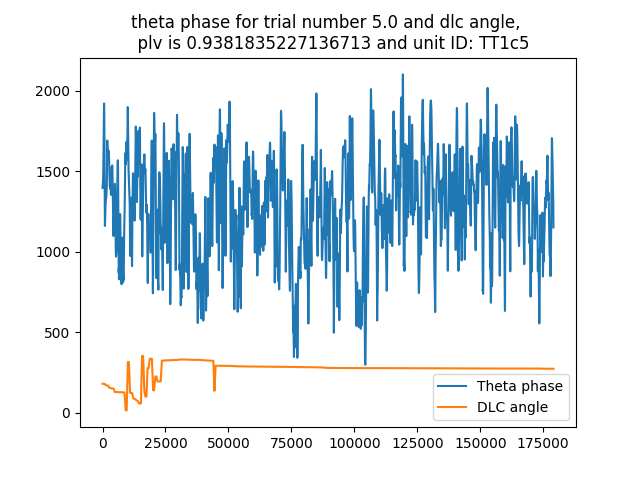 theta phase for trial number 5.0 and dlc angle,
plv is 0.9381835227136713 and unit ID: TT1c5
2000
1500
1000
500
0
0 25000 50000 75000 100000 125000 150000 175000
Theta phase
DLC angle